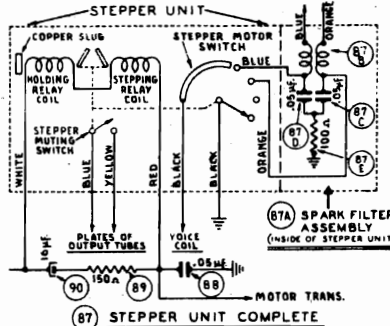 STEPPER UNIT
COPPER SLUG
STEPPER MOTOR
SWITCH
BLUE
BLUE
ORANGE
HOLDING
RELAY
COIL
STEPPING
RELAY
COIL
87
B
.05μF.
.05μF.
87
C
87
D
100Ω
87
E
STEPPER
MUTING
SWITCH
WHITE
BLUE
YELLOW
RED
BLACK
BLACK
ORANGE
87A SPARK FILTER
ASSEMBLY
(INSIDE OF STEPPER UNIT
PLATES OF
OUTPUT TUBES
VOICE
COIL
10μF.
150Ω
.05μF.
90
89
88
MOTOR TRANS.
87 STEPPER UNIT COMPLETE